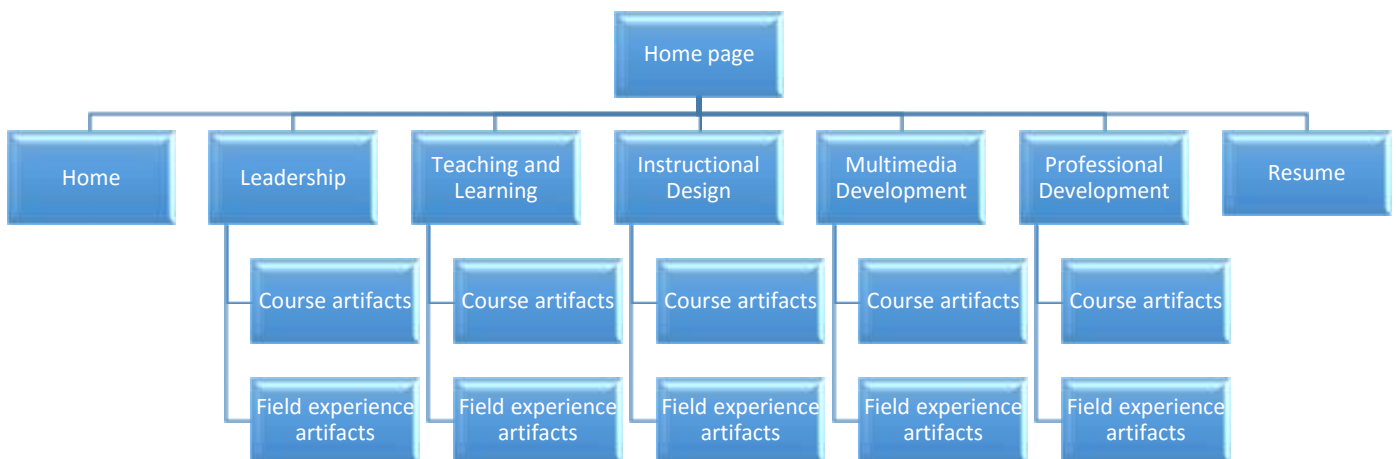 Home page
Home
Leadership
Teaching and
Learning
Instructional
Design
Multimedia
Development
Professional
Development
Resume
Course artifacts
Course artifacts
Course artifacts
Course artifacts
Course artifacts
Field experience
artifacts
Field experience
artifacts
Field experience
artifacts
Field experience
artifacts
Field experience
artifacts